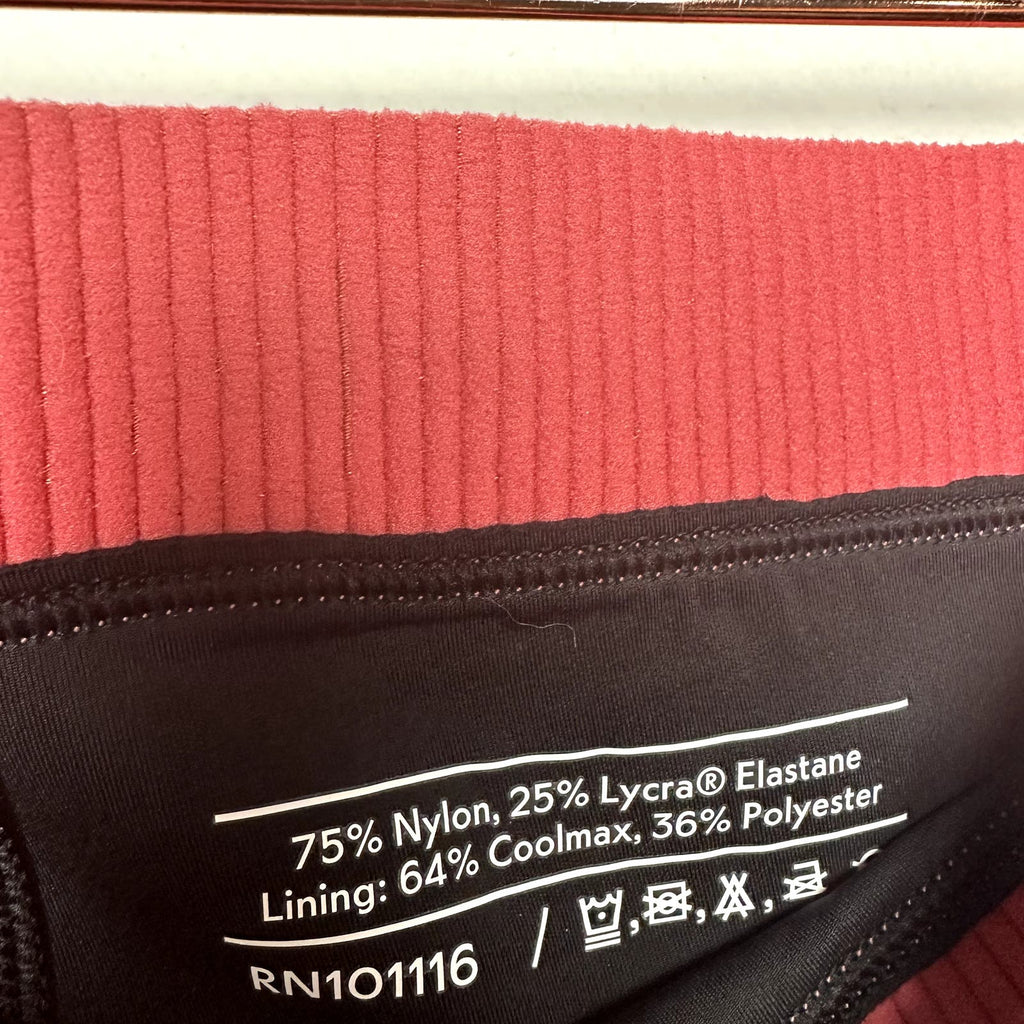 75% Nylon, 25% Lycra® Elastane
Lining: 64% Coolmax, 36% Polyester
RN101116 /